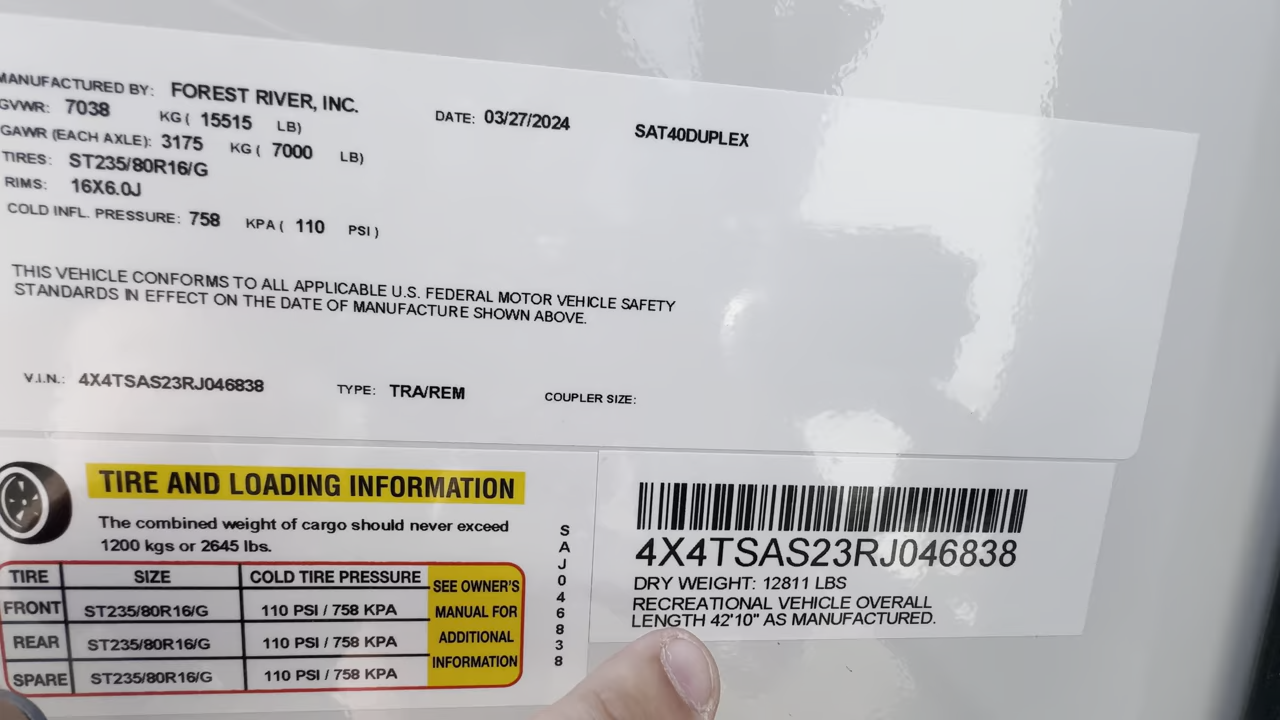 MANUFACTURED BY: FOREST RIVER, INC. DATE: 03/27/2024 SAT40DUPLEX
GVWR: 7038 KG ( 15515 LB)
GAWR (EACH AXLE): 3175 KG ( 7000 LB)
TIRES: ST235/80R16/G
RIMS: 16X6.0J
COLD INFL. PRESSURE: 758 KPA ( 110 PSI )
THIS VEHICLE CONFORMS TO ALL APPLICABLE U.S. FEDERAL MOTOR VEHICLE SAFETY
STANDARDS IN EFFECT ON THE DATE OF MANUFACTURE SHOWN ABOVE.
V.I.N.: 4X4TSAS23RJ046838 TYPE: TRA/REM COUPLER SIZE:
TIRE AND LOADING INFORMATION
The combined weight of cargo should never exceed
1200 kgs or 2645 lbs.
TIRE SIZE COLD TIRE PRESSURE
FRONT ST235/80R16/G 110 PSI / 758 KPA
REAR ST235/80R16/G 110 PSI / 758 KPA
SPARE ST235/80R16/G 110 PSI / 758 KPA
SEE OWNER'S
MANUAL FOR
ADDITIONAL
INFORMATION
SAJ046838
4X4TSAS23RJ046838
DRY WEIGHT: 12811 LBS
RECREATIONAL VEHICLE OVERALL
LENGTH 42'10" AS MANUFACTURED.